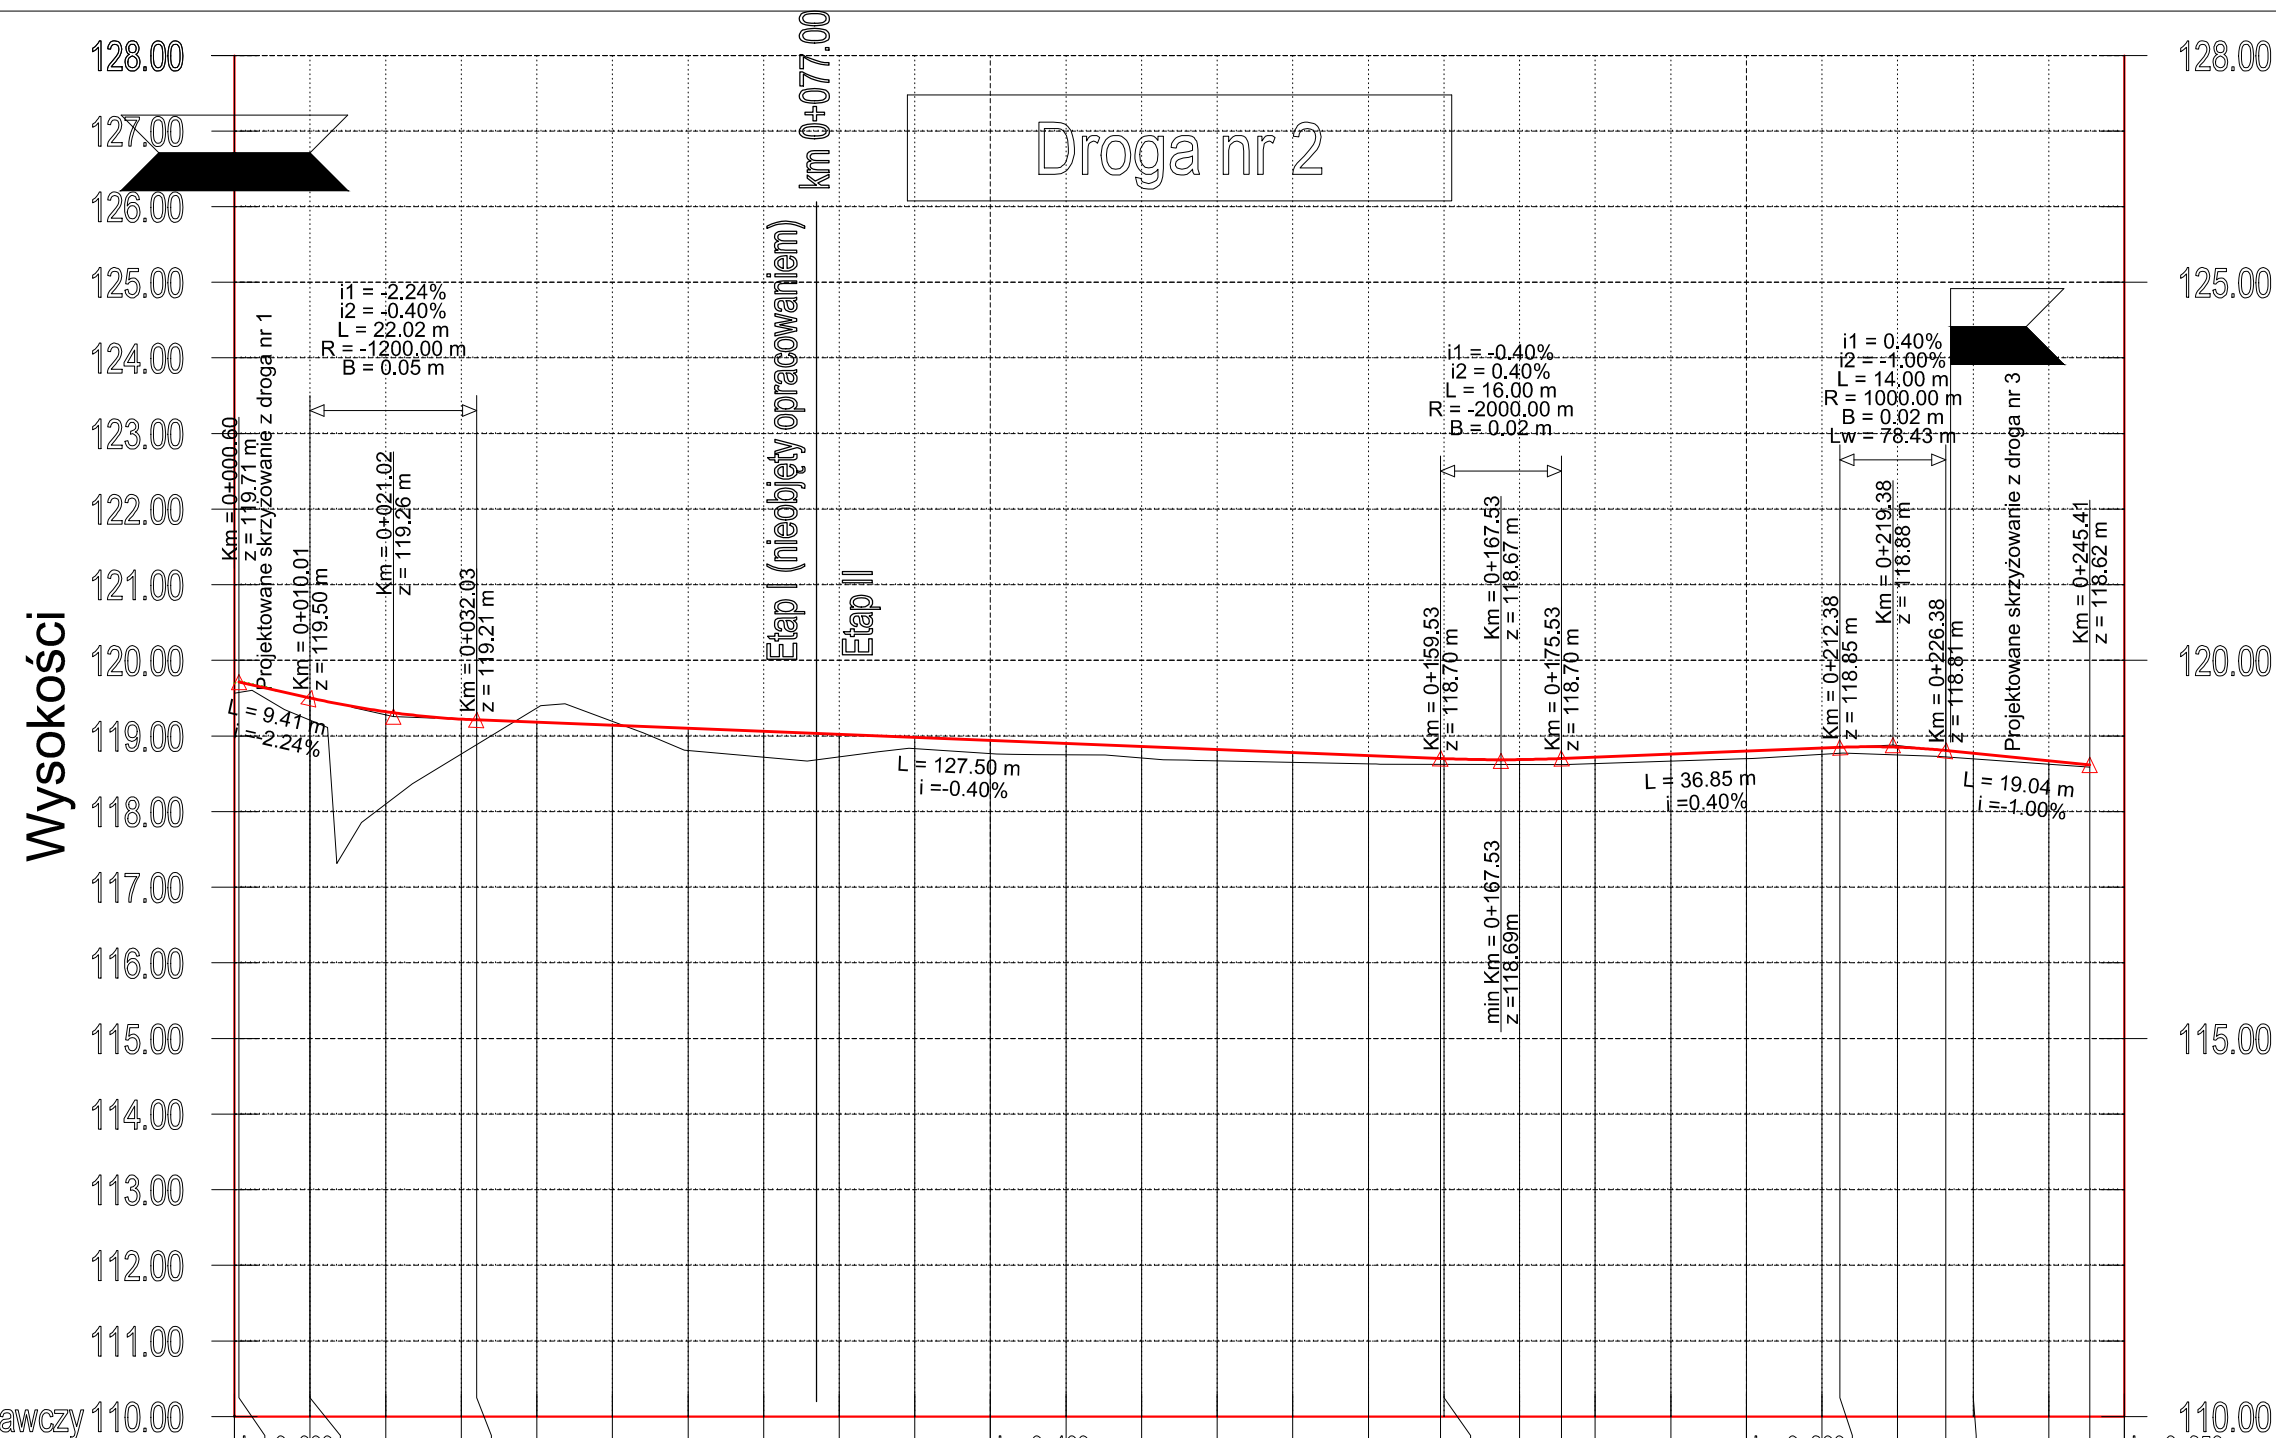 128.00
127.00
126.00
125.00
124.00
123.00
122.00
121.00
120.00
119.00
118.00
117.00
116.00
115.00
114.00
113.00
112.00
111.00
awczy 110.00
Wysokości
128.00
125.00
120.00
115.00
110.00
Droga nr 2
km 0+077.00
Etap I (nieobjęty opracowaniem)
Etap II
i1 = -2.24%
i2 = -0.40%
L = 22.02 m
R = -1200.00 m
B = 0.05 m
Km = 0+000.60
z = 119.71 m
Projektowane skrzyżowanie z droga nr 1
Km = 0+010.01
z = 119.50 m
Km = 0+021.02
z = 119.26 m
Km = 0+032.03
z = 119.21 m
L = 9.41 m
i =-2.24%
L = 127.50 m
i =-0.40%
i1 = -0.40%
i2 = 0.40%
L = 16.00 m
R = -2000.00 m
B = 0.02 m
Km = 0+159.53
z = 118.70 m
Km = 0+167.53
z = 118.67 m
Km = 0+175.53
z = 118.70 m
min Km = 0+167.53
z =118.69m
L = 36.85 m
i =0.40%
i1 = 0.40%
i2 = -1.00%
L = 14.00 m
R = 1000.00 m
B = 0.02 m
Lw = 78.43 m
Km = 0+212.38
z = 118.85 m
Km = 0+219.38
z = 118.88 m
Km = 0+226.38
z = 118.81 m
Projektowane skrzyżowanie z droga nr 3
Km = 0+245.41
z = 118.62 m
L = 19.04 m
i =-1.00%